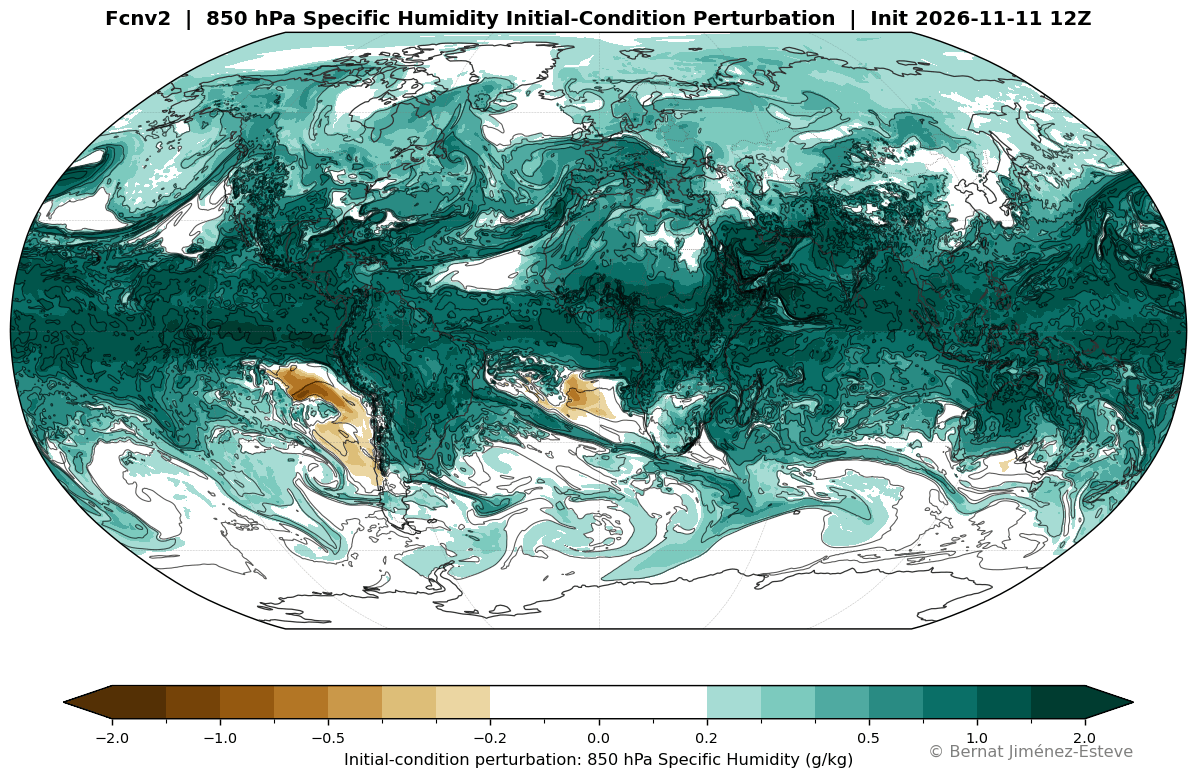 Fcnv2 | 850 hPa Specific Humidity Initial-Condition Perturbation | Init 2026-11-11 12Z
−2.0 −1.0 −0.5 −0.2 0.0 0.2 0.5 1.0 2.0
© Bernat Jiménez-Esteve
Initial-condition perturbation: 850 hPa Specific Humidity (g/kg)